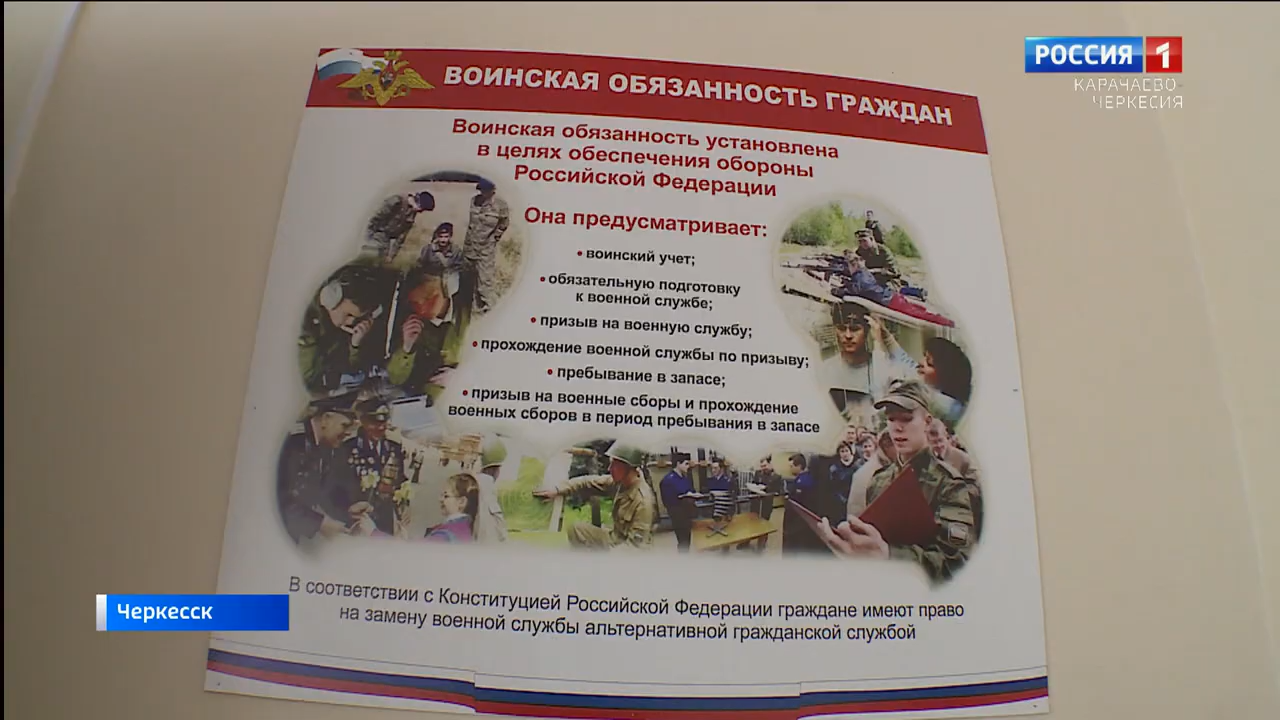 РОССИЯ 1
КАРАЧАЕВО-
ЧЕРКЕСИЯ
ВОИНСКАЯ ОБЯЗАННОСТЬ ГРАЖДАН
Воинская обязанность установлена
в целях обеспечения обороны
Российской Федерации
Она предусматривает:
• воинский учет;
• обязательную подготовку
к военной службе;
• призыв на военную службу;
• прохождение военной службы по призыву;
• пребывание в запасе;
• призыв на военные сборы и прохождение
военных сборов в период пребывания в запасе
В соответствии с Конституцией Российской Федерации граждане имеют право
на замену военной службы альтернативной гражданской службой
Черкесск